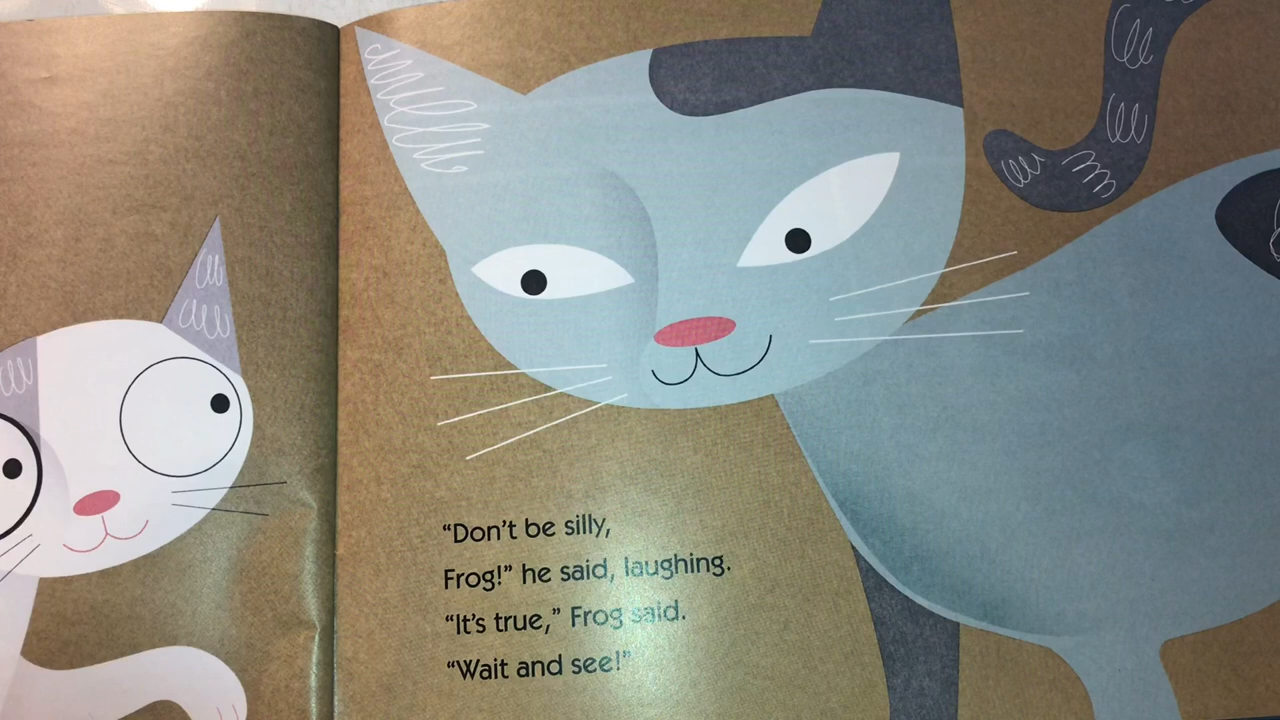 “Don’t be silly,
Frog!” he said, laughing.
“It’s true,” Frog said.
“Wait and see!”